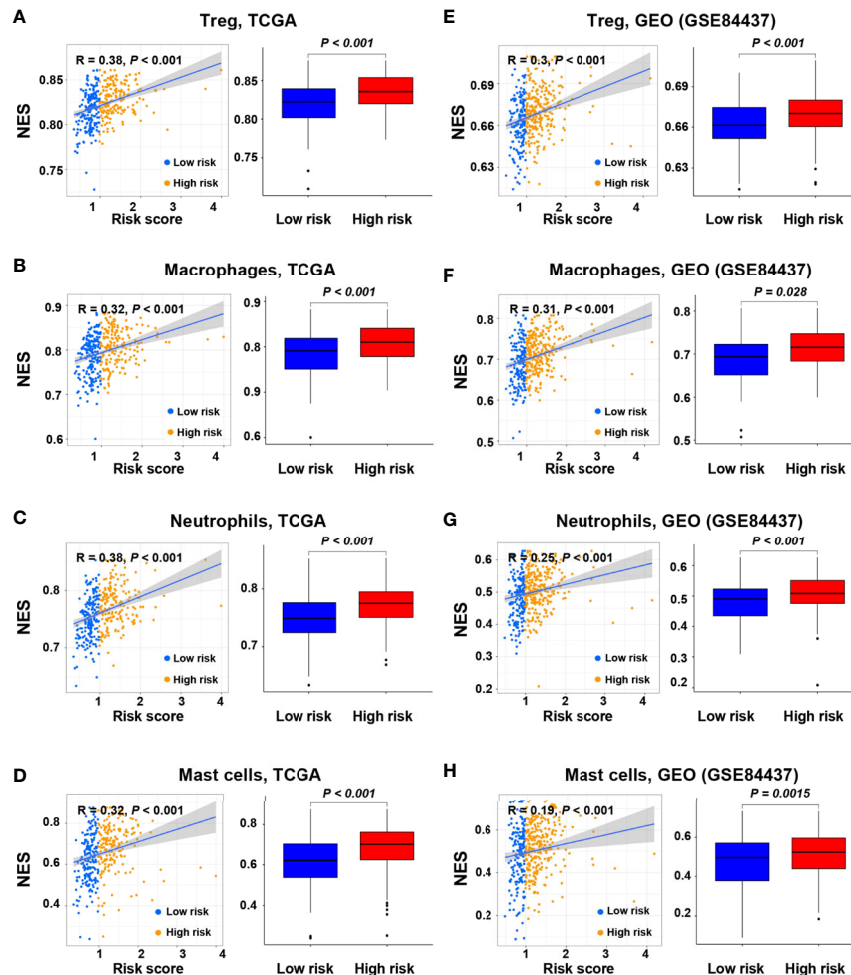 A
Treg, TCGA
R = 0.38, P < 0.001
NES
0.85
0.80
0.75
Low risk
High risk
1 2 3 4
Risk score
P < 0.001
0.85
0.80
0.75
Low risk High risk
E
Treg, GEO (GSE84437)
R = 0.3, P < 0.001
NES
0.69
0.66
0.63
Low risk
High risk
1 2 3 4
Risk score
P < 0.001
0.69
0.66
0.63
Low risk High risk
B
Macrophages, TCGA
R = 0.32, P < 0.001
NES
0.9
0.8
0.7
0.6
Low risk
High risk
1 2 3 4
Risk score
P < 0.001
0.9
0.8
0.9
0.6
Low risk High risk
F
Macrophages, GEO (GSE84437)
R = 0.31, P < 0.001
NES
0.8
0.7
0.6
0.5
Low risk
High risk
1 2 3 4
Risk score
P = 0.028
0.8
0.7
0.6
0.5
Low risk High risk
C
Neutrophils, TCGA
R = 0.38, P < 0.001
NES
0.8
0.7
Low risk
High risk
1 2 3 4
Risk score
P < 0.001
0.8
0.7
Low risk High risk
G
Neutrophils, GEO (GSE84437)
R = 0.25, P < 0.001
NES
0.6
0.5
0.4
0.3
0.2
Low risk
High risk
1 2 3 4
Risk score
P < 0.001
0.6
0.5
0.4
0.3
0.2
Low risk High risk
D
Mast cells, TCGA
R = 0.32, P < 0.001
NES
0.8
0.6
0.4
Low risk
High risk
1 2 3 4
Risk score
P < 0.001
0.8
0.6
0.4
Low risk High risk
H
Mast cells, GEO (GSE84437)
R = 0.19, P < 0.001
NES
0.6
0.4
0.2
Low risk
High risk
1 2 3 4
Risk score
P = 0.0015
0.6
0.4
0.2
Low risk High risk